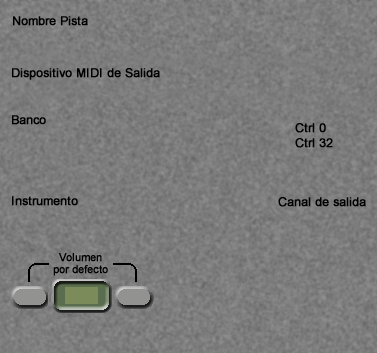 Nombre Pista
Dispositivo MIDI de Salida
Banco
Ctrl 0
Ctrl 32
Instrumento
Canal de salida
Volumen
por defecto